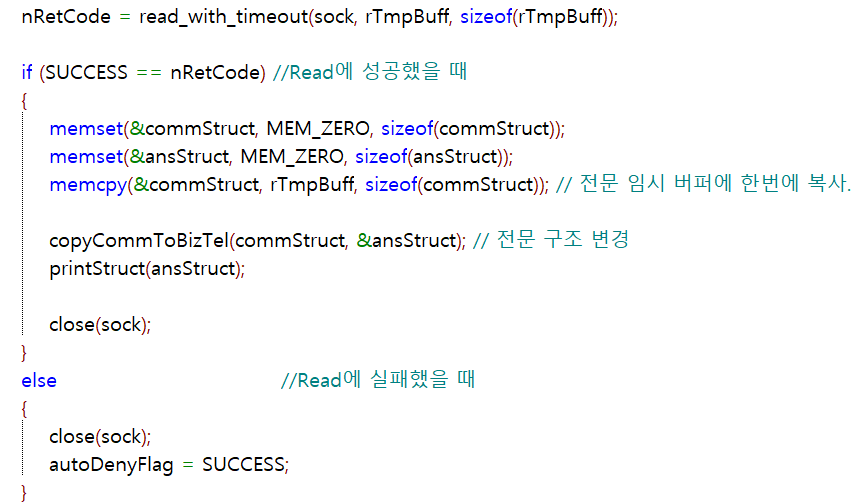 nRetCode = read_with_timeout(sock, rTmpBuff, sizeof(rTmpBuff));
if (SUCCESS == nRetCode) //Read에 성공했을 때
{
memset(&commStruct, MEM_ZERO, sizeof(commStruct));
memset(&ansStruct, MEM_ZERO, sizeof(ansStruct));
memcpy(&commStruct, rTmpBuff, sizeof(commStruct)); // 전문 임시 버퍼에 한번에 복사.
copyCommToBizTel(commStruct, &ansStruct); // 전문 구조 변경
printStruct(ansStruct);
close(sock);
}
else //Read에 실패했을 때
{
close(sock);
autoDenyFlag = SUCCESS;
}